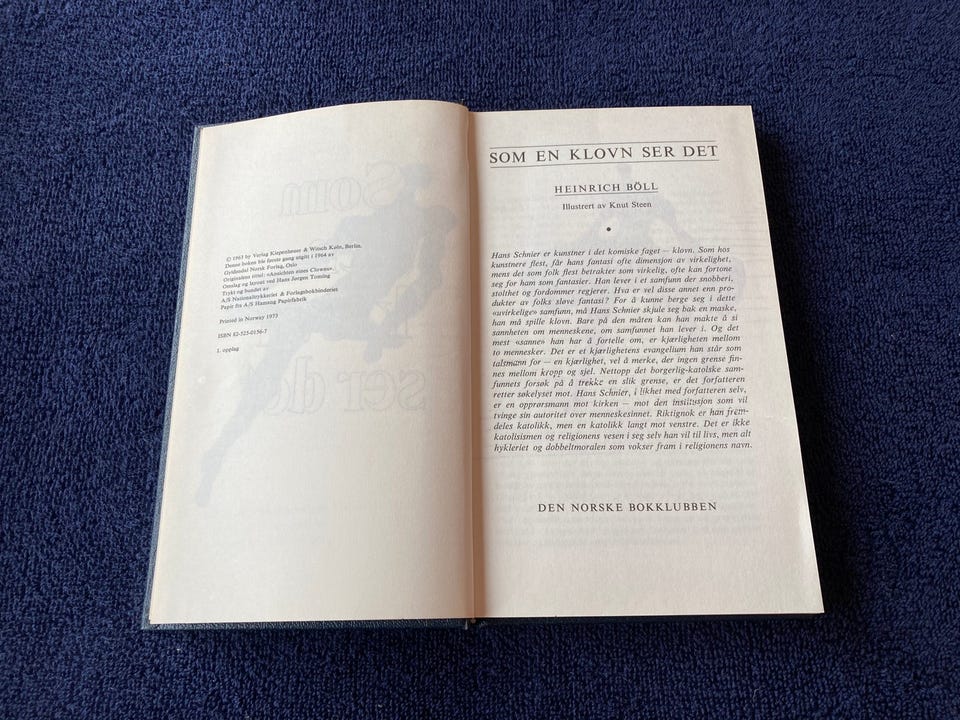 © 1963 by Verlag Kiepenheuer & Witsch Köln, Berlin.
Denne boken ble første gang utgitt i 1964 av
Gyldendal Norsk Forlag, Oslo
Originalens tittel: «Ansichten eines Clowns».
Omslag og layout ved Hans Jørgen Toming
Trykt og bundet av
A/S Nationaltrykkeriet & Forlagsbokbinderiet
Papir fra A/S Hansung Papirfabrik
Printed in Norway 1973
ISBN 82-525-0156-7
1. opplag
SOM EN KLOVN SER DET
HEINRICH BÖLL
Illustrert av Knut Steen
Hans Schnier er kunstner i det komiske faget — klovn. Som hos
kunstnere flest, får hans fantasi ofte dimensjon av virkelighet,
mens det som folk flest betrakter som virkelig, ofte kan fortone
seg for ham som fantasier. Han lever i et samfunn der snobberi,
stolthet og fordommer regjerer. Hva er vel disse annet enn pro-
dukter av folks sløve fantasi? For å kunne berge seg i dette
«uvirkelige» samfunn, må Hans Schnier skjule seg bak en maske,
han må spille klovn. Bare på den måten kan han makte å si
sannheten om menneskene, om samfunnet han lever i. Og det
mest «sanne» han har å fortelle om, er kjærligheten mellom
to mennesker. Det er et kjærlighetens evangelium han står som
talsmann for — en kjærlighet, vel å merke, der ingen grense fin-
nes mellom kropp og sjel. Nettopp det borgerlig-katolske sam-
funnets forsøk på å trekke en slik grense, er det forfatteren
retter søkelyset mot. Hans Schnier, i likhet med forfatteren selv,
er en opprørsmann mot kirken — mot den institusjon som vil
tvinge sin autoritet over menneskesinnet. Riktignok er han frem-
deles katolikk, men en katolikk langt mot venstre. Det er ikke
katolisismen og religionens vesen i seg selv han vil til livs, men alt
hykleriet og dobbeltmoralen som vokser fram i religionens navn.
DEN NORSKE BOKKLUBBEN